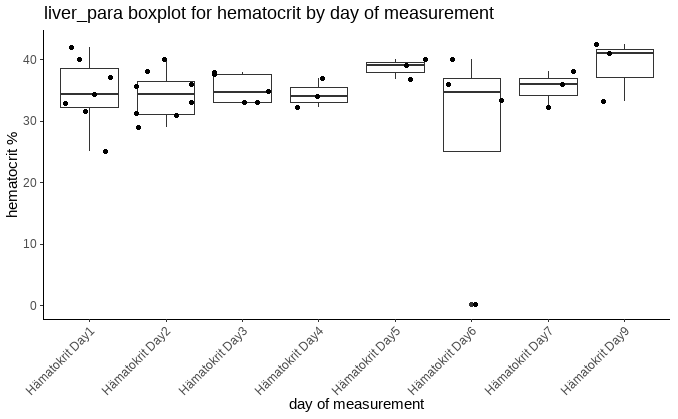 liver_para boxplot for hematocrit by day of measurement
hematocrit %
40
30
20
10
0
Hämatokrit Day1
Hämatokrit Day2
Hämatokrit Day3
Hämatokrit Day4
Hämatokrit Day5
Hämatokrit Day6
Hämatokrit Day7
Hämatokrit Day9
day of measurement